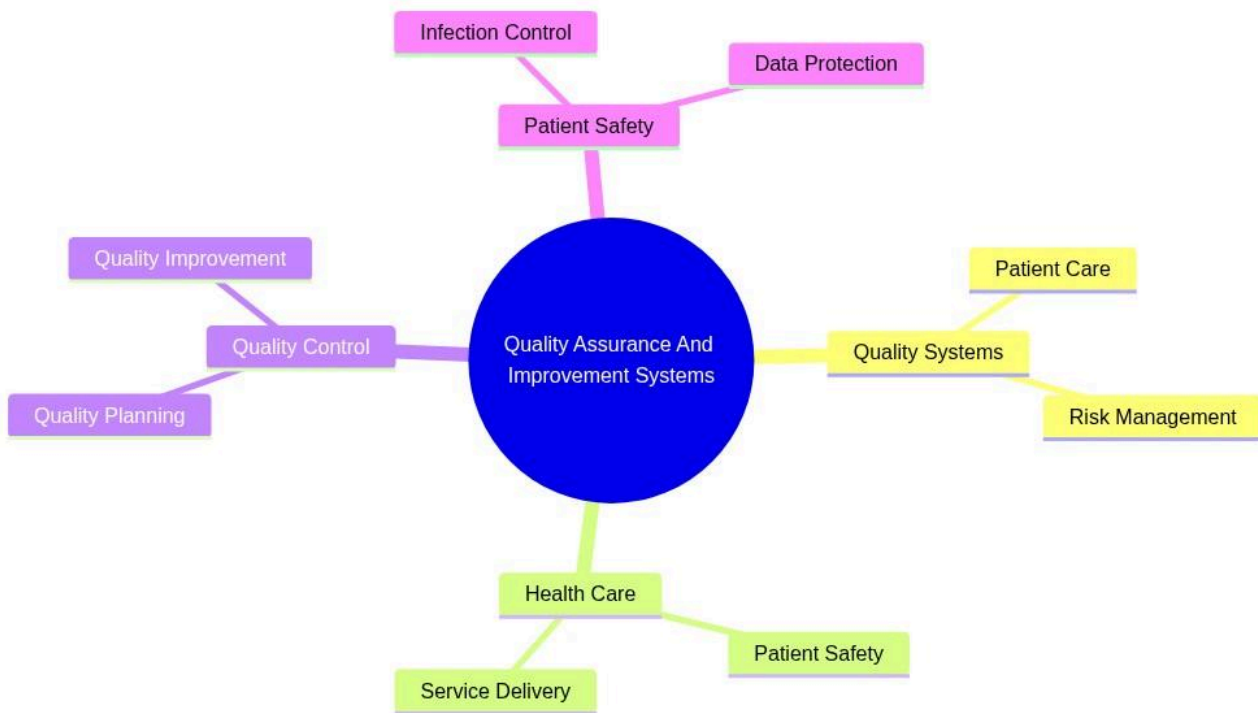 Infection Control
Data Protection
Patient Safety
Quality Improvement
Patient Care
Quality Control
Quality Assurance And
Improvement Systems
Quality Systems
Quality Planning
Risk Management
Health Care
Patient Safety
Service Delivery